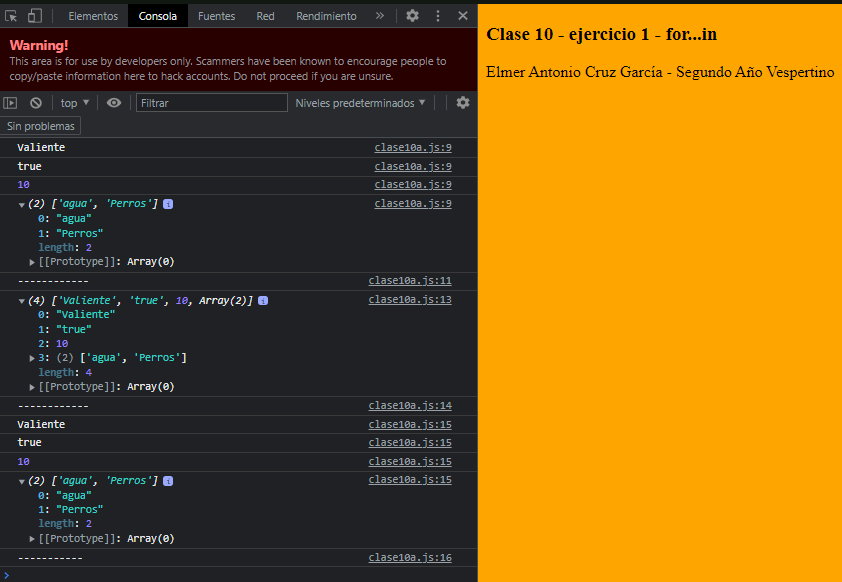 Elementos Consola Fuentes Red Rendimiento »
Warning!
This area is for use by developers only. Scammers have been known to encourage people to
copy/paste information here to hack accounts. Do not proceed if you are unsure.
top ▼ Filtrar Niveles predeterminados ▼
Sin problemas
Valiente clase10a.js:9
true clase10a.js:9
10 clase10a.js:9
▼ (2) ['agua', 'Perros'] i clase10a.js:9
0: "agua"
1: "Perros"
length: 2
▶ [[Prototype]]: Array(0)
------------ clase10a.js:11
▼ (4) ['Valiente', 'true', 10, Array(2)] i clase10a.js:13
0: "Valiente"
1: "true"
2: 10
▶ 3: (2) ['agua', 'Perros']
length: 4
▶ [[Prototype]]: Array(0)
------------ clase10a.js:14
Valiente clase10a.js:15
true clase10a.js:15
10 clase10a.js:15
▼ (2) ['agua', 'Perros'] i clase10a.js:15
0: "agua"
1: "Perros"
length: 2
▶ [[Prototype]]: Array(0)
----------- clase10a.js:16
>
Clase 10 - ejercicio 1 - for...in
Elmer Antonio Cruz García - Segundo Año Vespertino